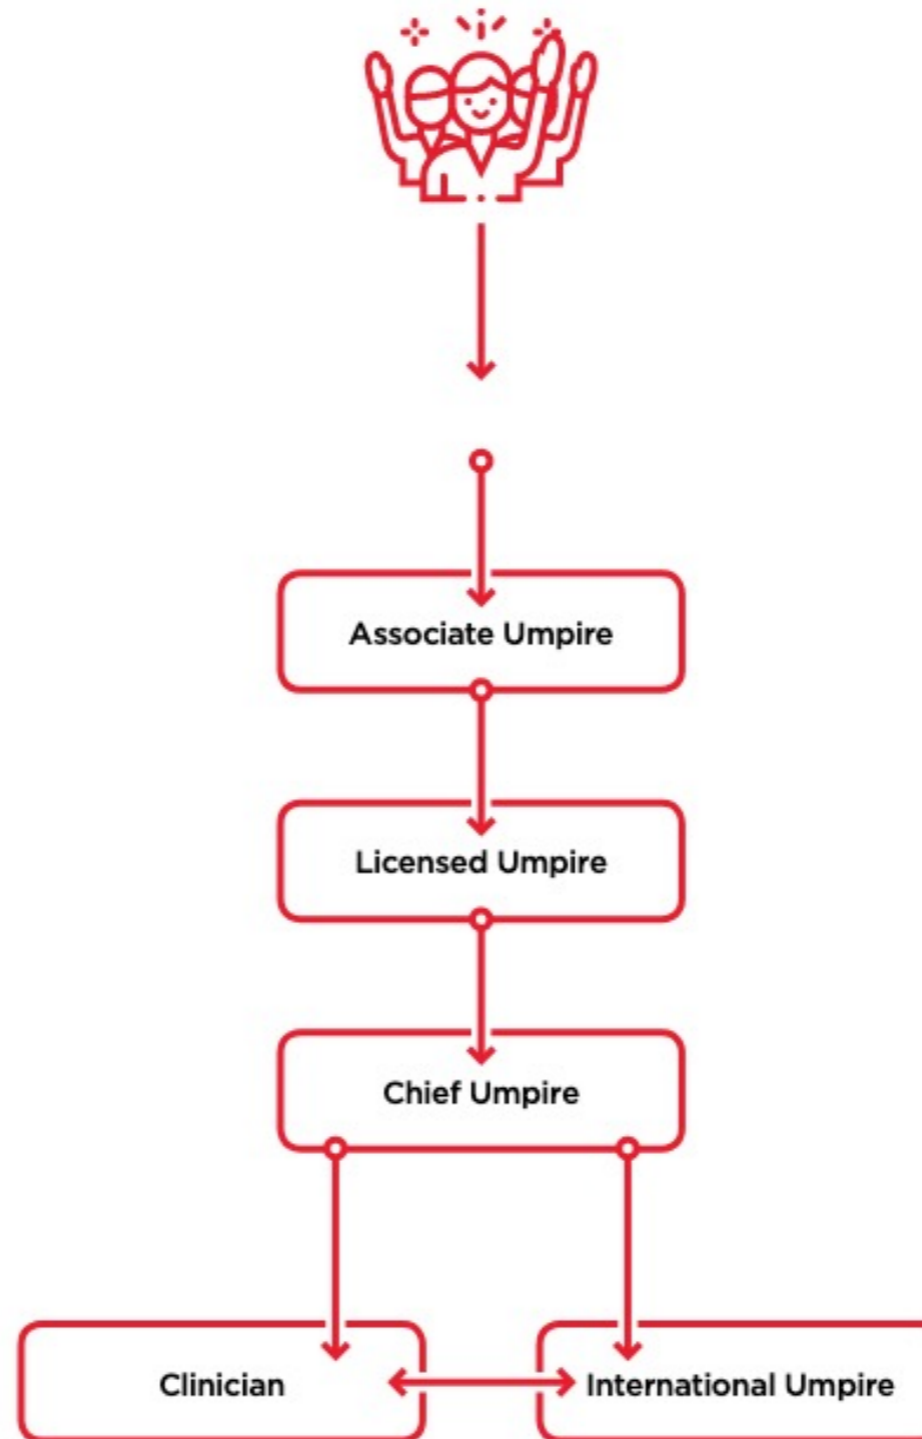 Associate Umpire
Licensed Umpire
Chief Umpire
Clinician
International Umpire